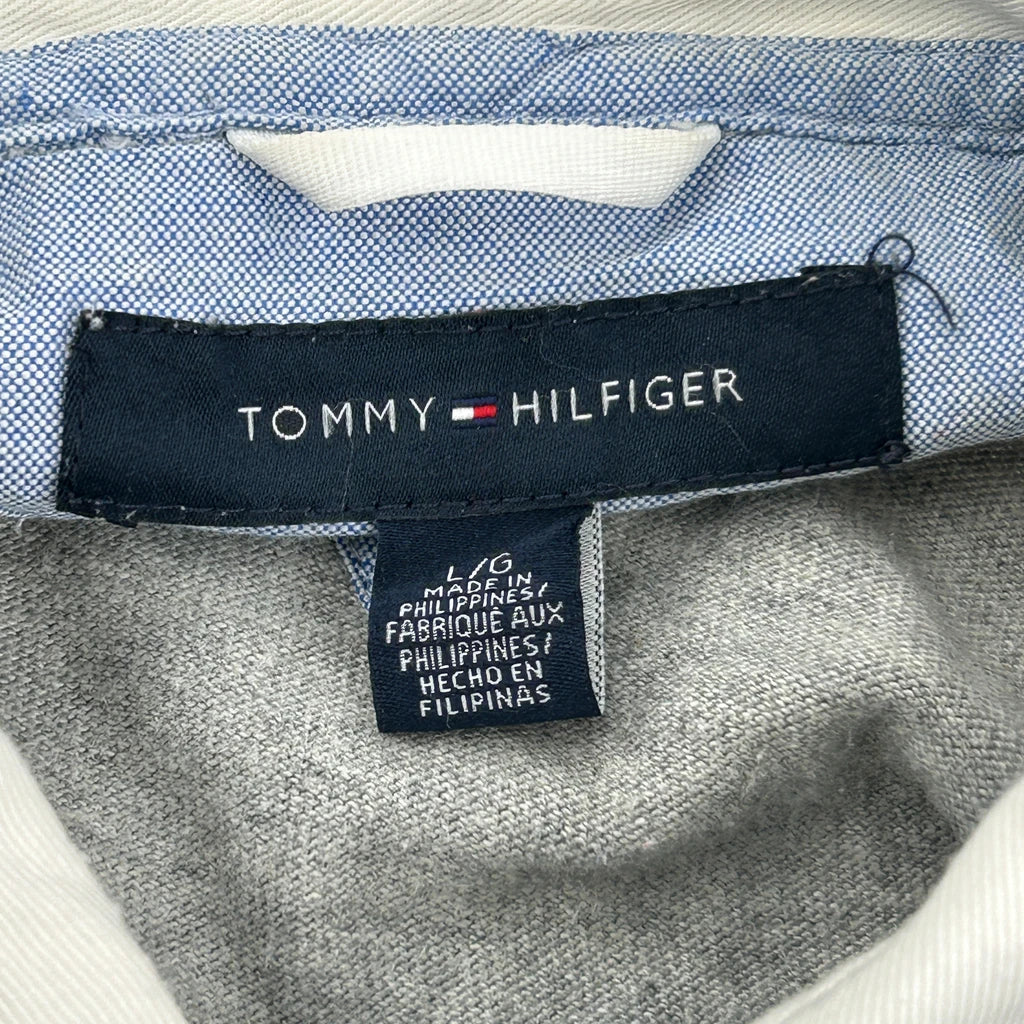 TOMMY HILFIGER
L/G
MADE IN
PHILIPPINES/
FABRIQUÉ AUX
PHILIPPINES/
HECHO EN
FILIPINAS